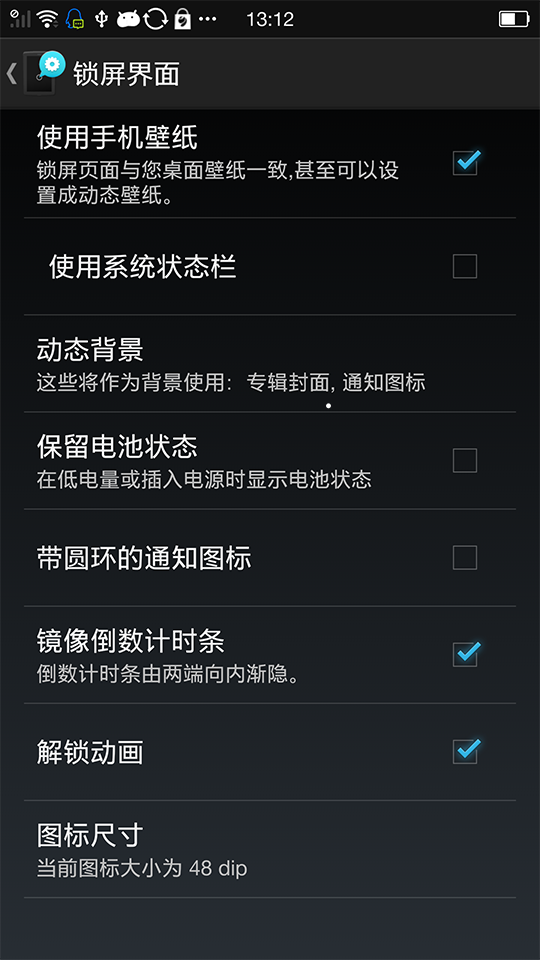 13:12
锁屏界面
使用手机壁纸
锁屏页面与您桌面壁纸一致,甚至可以设
置成动态壁纸。
使用系统状态栏
动态背景
这些将作为背景使用：专辑封面, 通知图标
保留电池状态
在低电量或插入电源时显示电池状态
带圆环的通知图标
镜像倒数计时条
倒数计时条由两端向内渐隐。
解锁动画
图标尺寸
当前图标大小为 48 dip